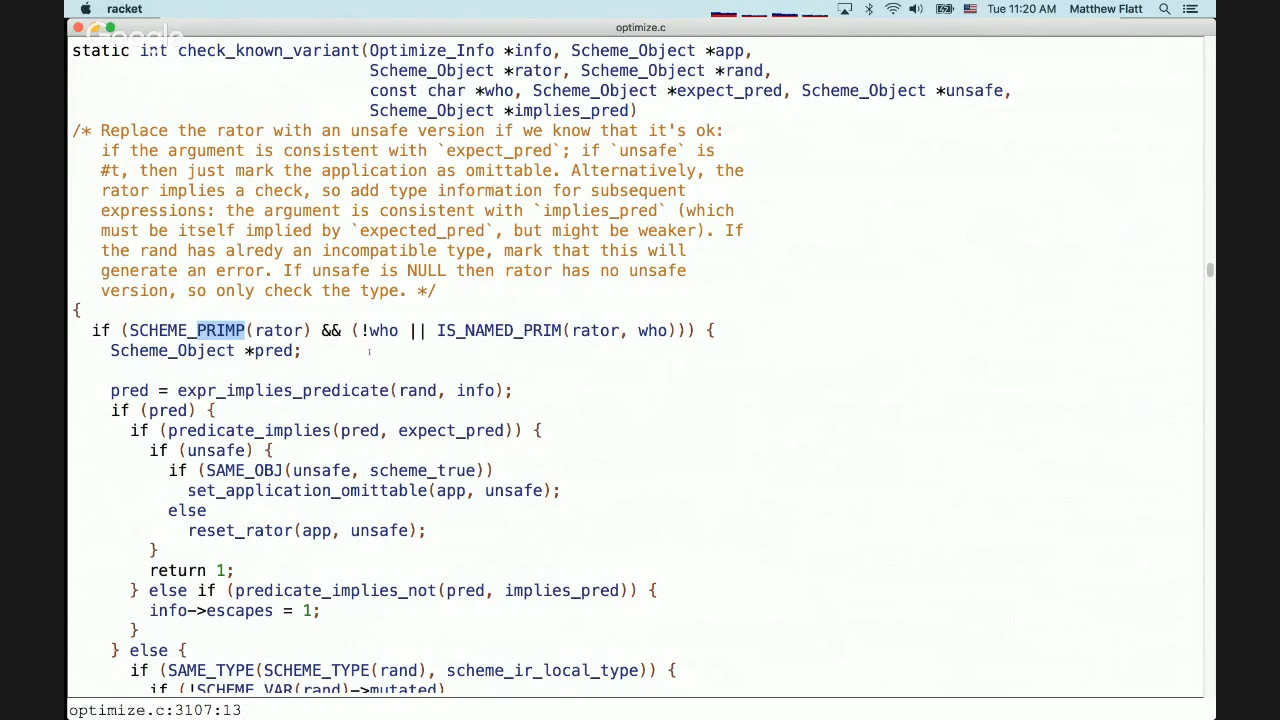 racket
Tue 11:20 AM Matthew Flatt
optimize.c
Google
static int check_known_variant(Optimize_Info *info, Scheme_Object *app,
Scheme_Object *rator, Scheme_Object *rand,
const char *who, Scheme_Object *expect_pred, Scheme_Object *unsafe,
Scheme_Object *implies_pred)
/* Replace the rator with an unsafe version if we know that it's ok:
if the argument is consistent with `expect_pred`; if `unsafe` is
#t, then just mark the application as omittable. Alternatively, the
rator implies a check, so add type information for subsequent
expressions: the argument is consistent with `implies_pred` (which
must be itself implied by `expected_pred`, but might be weaker). If
the rand has alredy an incompatible type, mark that this will
generate an error. If unsafe is NULL then rator has no unsafe
version, so only check the type. */
{
if (SCHEME_PRIMP(rator) && (!who || IS_NAMED_PRIM(rator, who))) {
Scheme_Object *pred;
pred = expr_implies_predicate(rand, info);
if (pred) {
if (predicate_implies(pred, expect_pred)) {
if (unsafe) {
if (SAME_OBJ(unsafe, scheme_true))
set_application_omittable(app, unsafe);
else
reset_rator(app, unsafe);
}
return 1;
} else if (predicate_implies_not(pred, implies_pred)) {
info->escapes = 1;
}
} else {
if (SAME_TYPE(SCHEME_TYPE(rand), scheme_ir_local_type)) {
if (!SCHEME_VAR(rand)->mutated)
optimize.c:3107:13